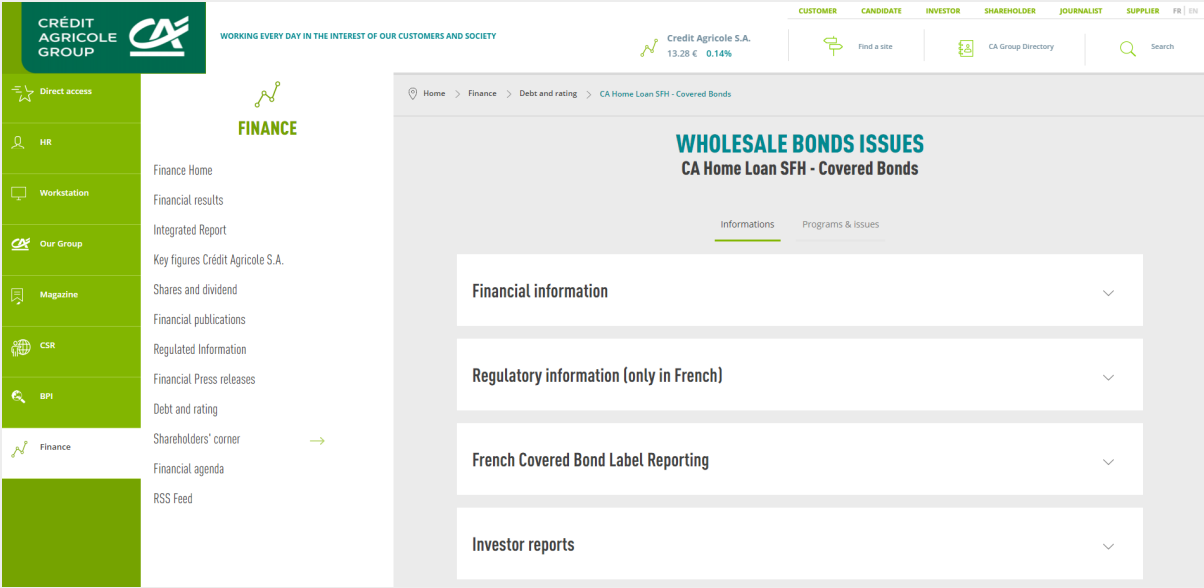 CUSTOMER CANDIDATE INVESTOR SHAREHOLDER JOURNALIST SUPPLIER FR | EN
CRÉDIT
AGRICOLE
GROUP
WORKING EVERY DAY IN THE INTEREST OF OUR CUSTOMERS AND SOCIETY
Credit Agricole S.A.
13.28 € 0.14%
Find a site
CA Group Directory
Search
Direct access
HR
Workstation
Our Group
Magazine
CSR
BPI
Finance
FINANCE
Finance Home
Financial results
Integrated Report
Key figures Crédit Agricole S.A.
Shares and dividend
Financial publications
Regulated Information
Financial Press releases
Debt and rating
Shareholders' corner
Financial agenda
RSS Feed
Home > Finance > Debt and rating > CA Home Loan SFH - Covered Bonds
WHOLESALE BONDS ISSUES
CA Home Loan SFH - Covered Bonds
Informations Programs & issues
Financial information
Regulatory information (only in French)
French Covered Bond Label Reporting
Investor reports